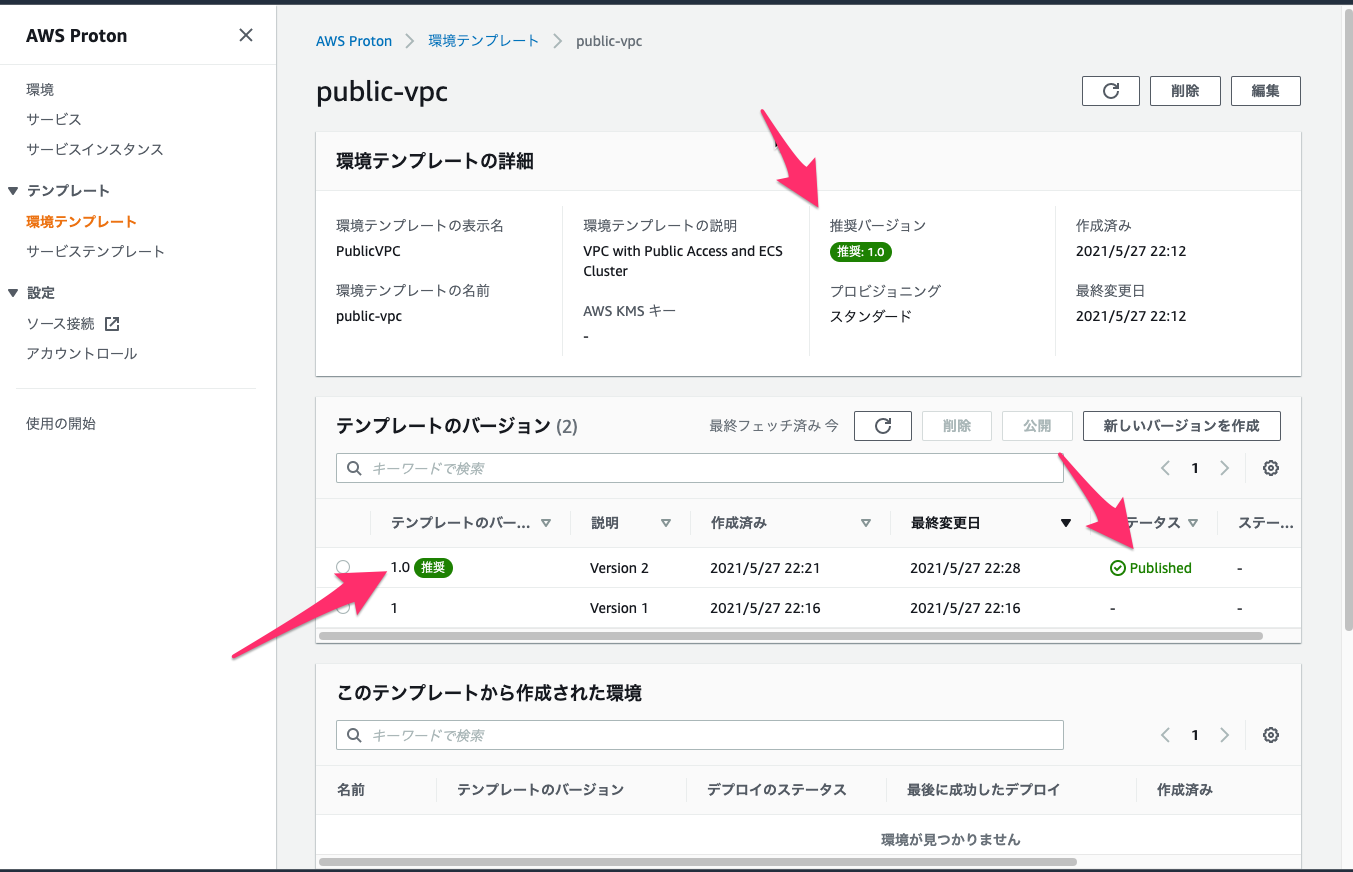 AWS Proton
環境
サービス
サービスインスタンス
テンプレート
環境テンプレート
サービステンプレート
設定
ソース接続
アカウントロール
使用の開始
AWS Proton 環境テンプレート public-vpc
public-vpc
削除 編集
環境テンプレートの詳細
環境テンプレートの表示名
PublicVPC
環境テンプレートの名前
public-vpc
環境テンプレートの説明
VPC with Public Access and ECS
Cluster
AWS KMS キー
-
推奨バージョン
推奨: 1.0
プロビジョニング
スタンダード
作成済み
2021/5/27 22:12
最終変更日
2021/5/27 22:12
テンプレートのバージョン (2) 最終フェッチ済み 今 削除 公開 新しいバージョンを作成
キーワードで検索 1
テンプレートのバー... 説明 作成済み 最終変更日 テータス ステー...
1.0 推奨 Version 2 2021/5/27 22:21 2021/5/27 22:28 Published -
1 Version 1 2021/5/27 22:16 2021/5/27 22:16 - -
このテンプレートから作成された環境
キーワードで検索 1
名前 テンプレートのバージョン デプロイのステータス 最後に成功したデプロイ 作成済み
環境が見つかりません